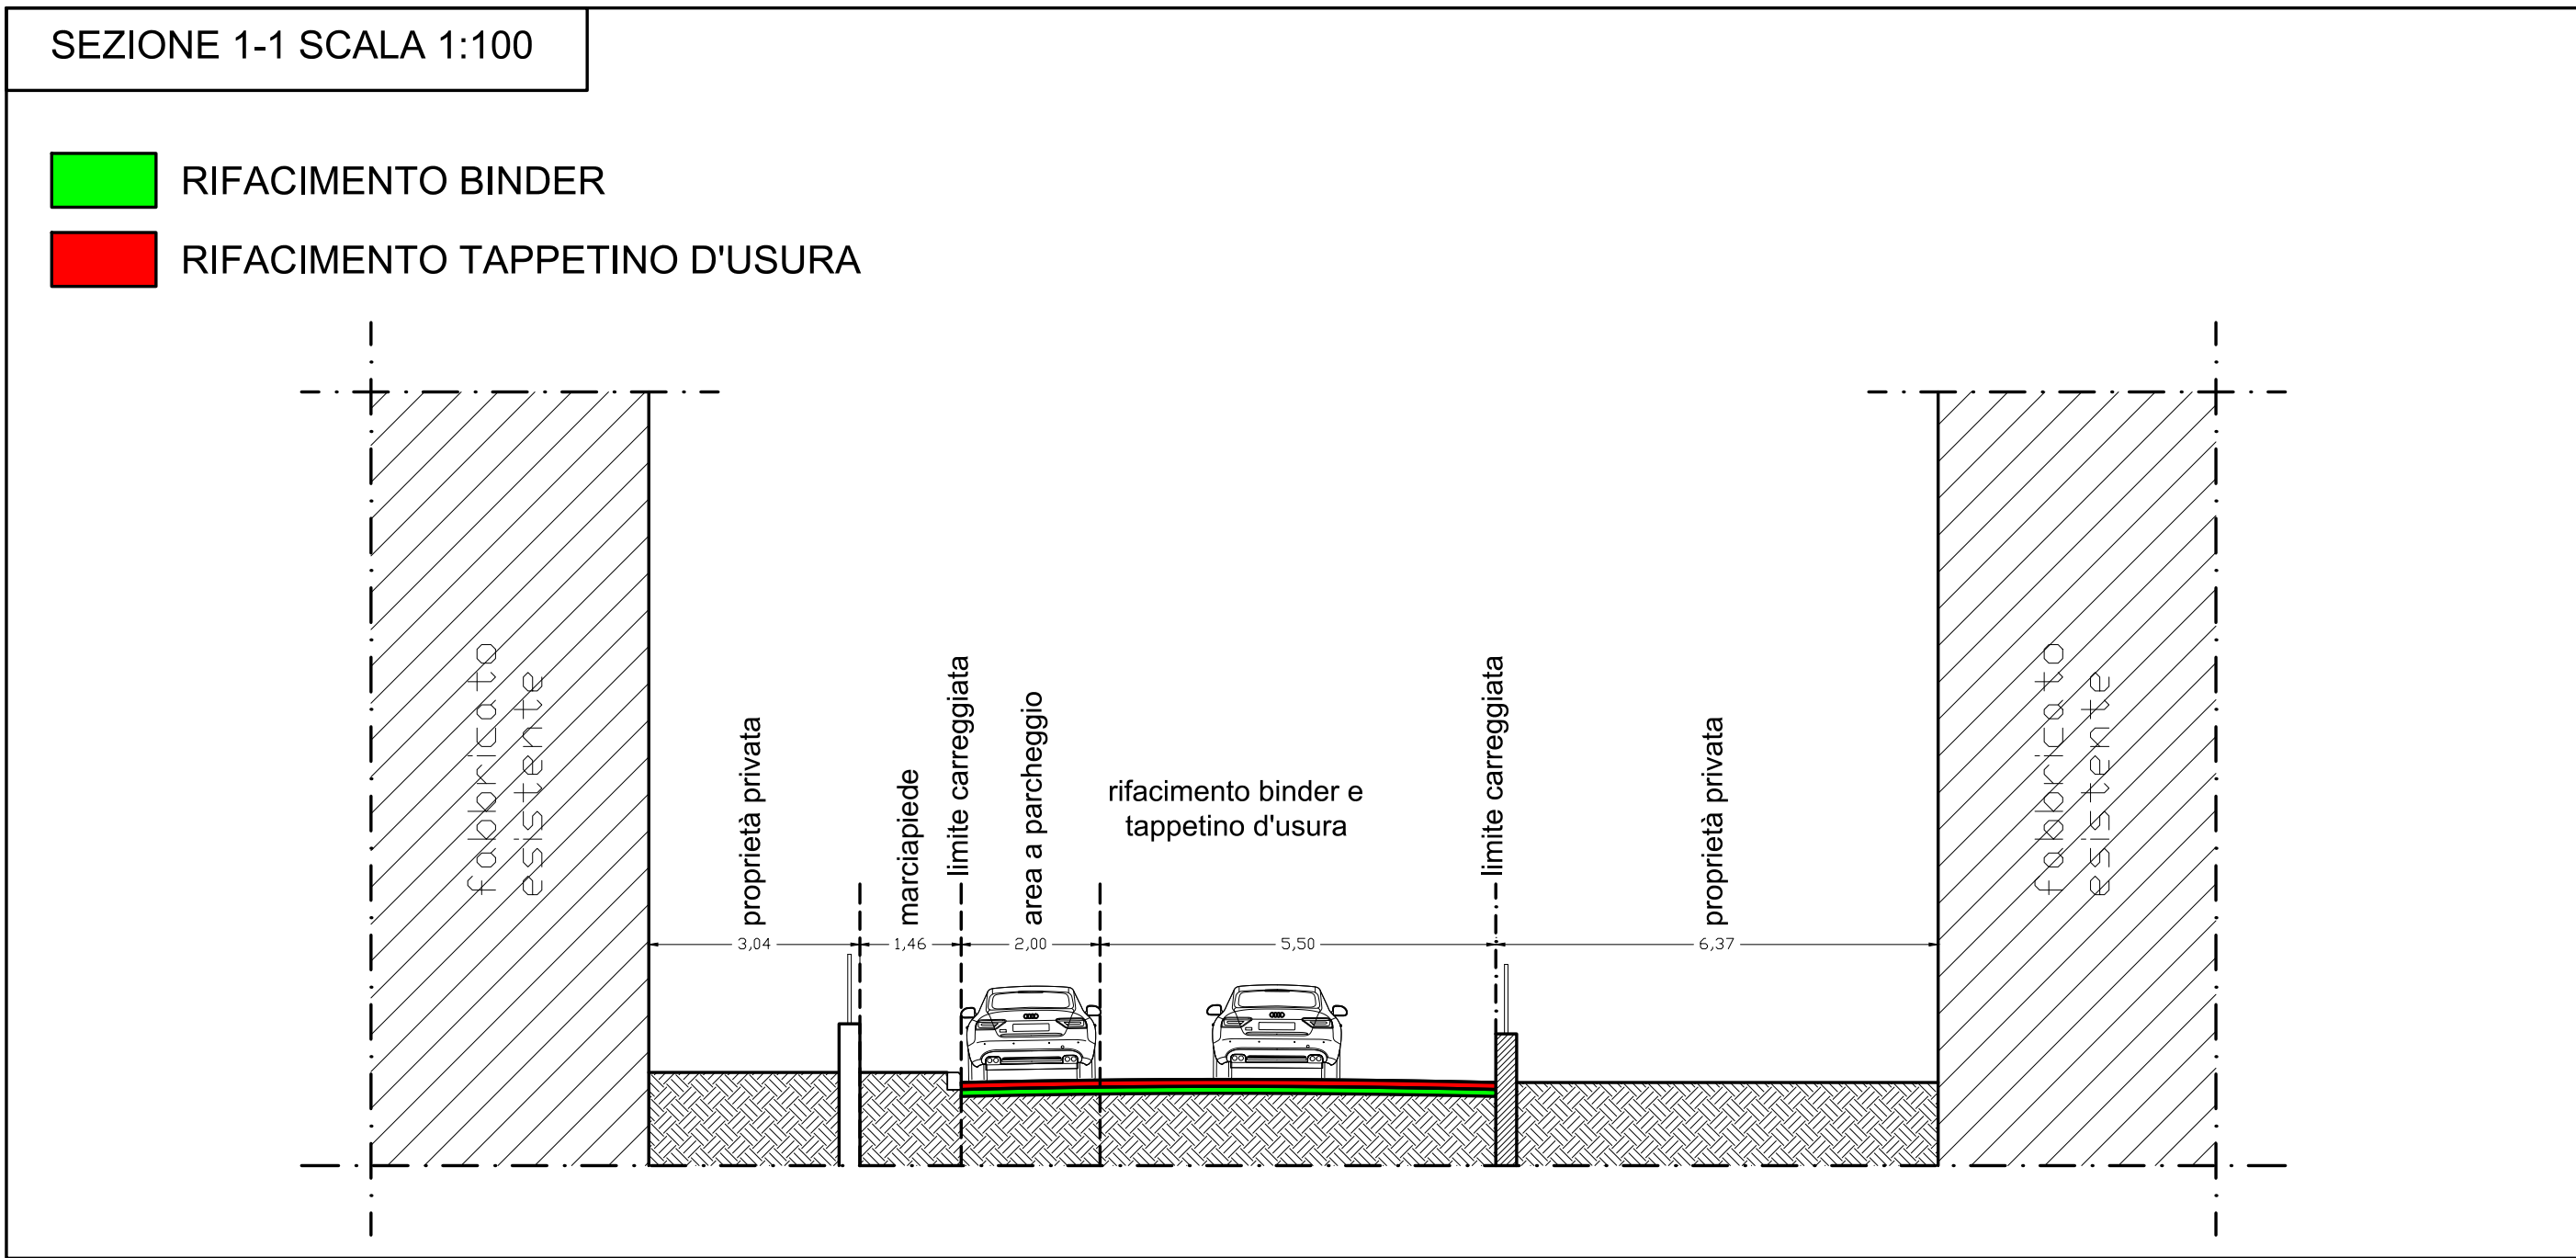 SEZIONE 1-1 SCALA 1:100
RIFACIMENTO BINDER
RIFACIMENTO TAPPETINO D'USURA
fabbricato
esistente
proprietà privata
marciapiede
limite carreggiata
area a parcheggio
rifacimento binder e
tappetino d'usura
limite carreggiata
proprietà privata
fabbricato
esistente
3,04
1,46
2,00
5,50
6,37